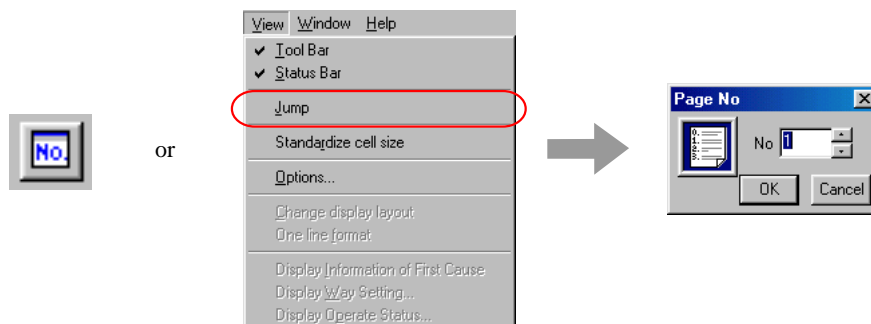 View Window Help
Tool Bar
Status Bar
Jump
Standardize cell size
Options...
Change display layout
One line format
Display Information of First Cause
Display Way Setting...
Display Operate Status...
No.
or
Page No
No 1
OK Cancel